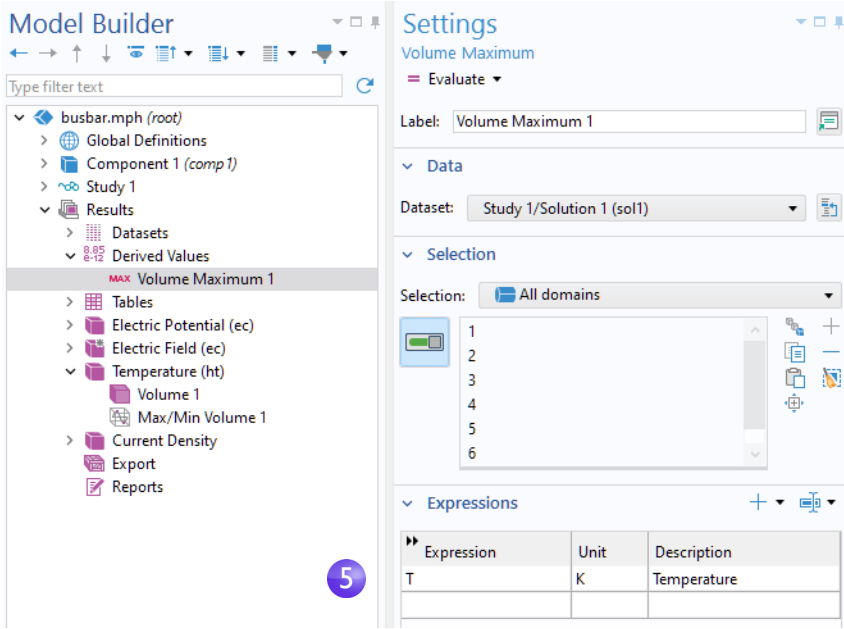 Model Builder
Type filter text
busbar.mph (root)
Global Definitions
Component 1 (comp1)
Study 1
Results
Datasets
8.85
e-12
Derived Values
MAX Volume Maximum 1
Tables
Electric Potential (ec)
Electric Field (ec)
Temperature (ht)
Volume 1
Max/Min Volume 1
Current Density
Export
Reports
5
Settings
Volume Maximum
= Evaluate
Label: Volume Maximum 1
Data
Dataset: Study 1/Solution 1 (sol1)
Selection
Selection: All domains
1
2
3
4
5
6
Expressions
Expression Unit Description
T K Temperature